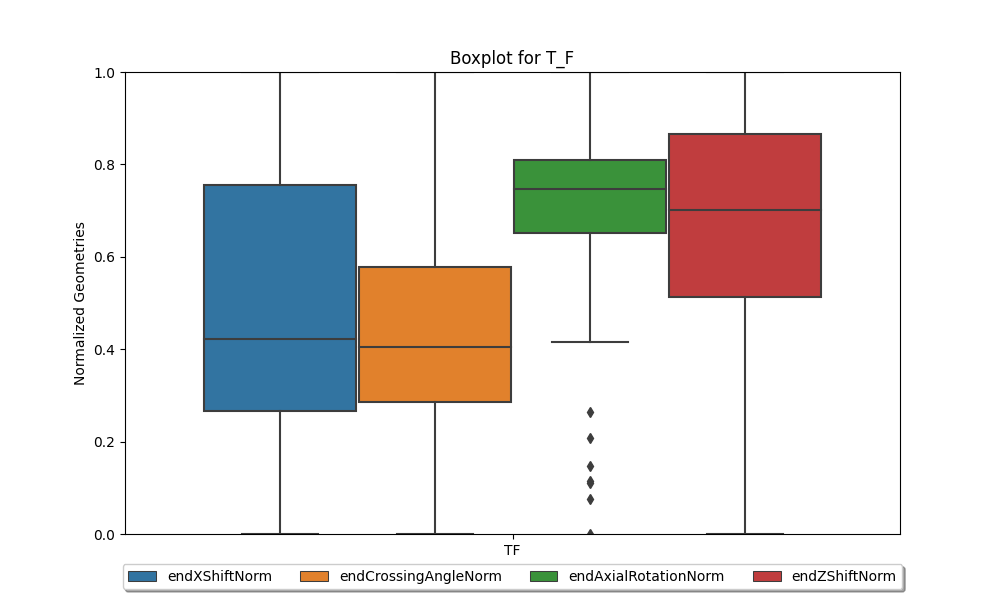 Boxplot for T_F
1.0
0.8
0.6
0.4
0.2
0.0
Normalized Geometries
TF
endXShiftNorm endCrossingAngleNorm endAxialRotationNorm endZShiftNorm